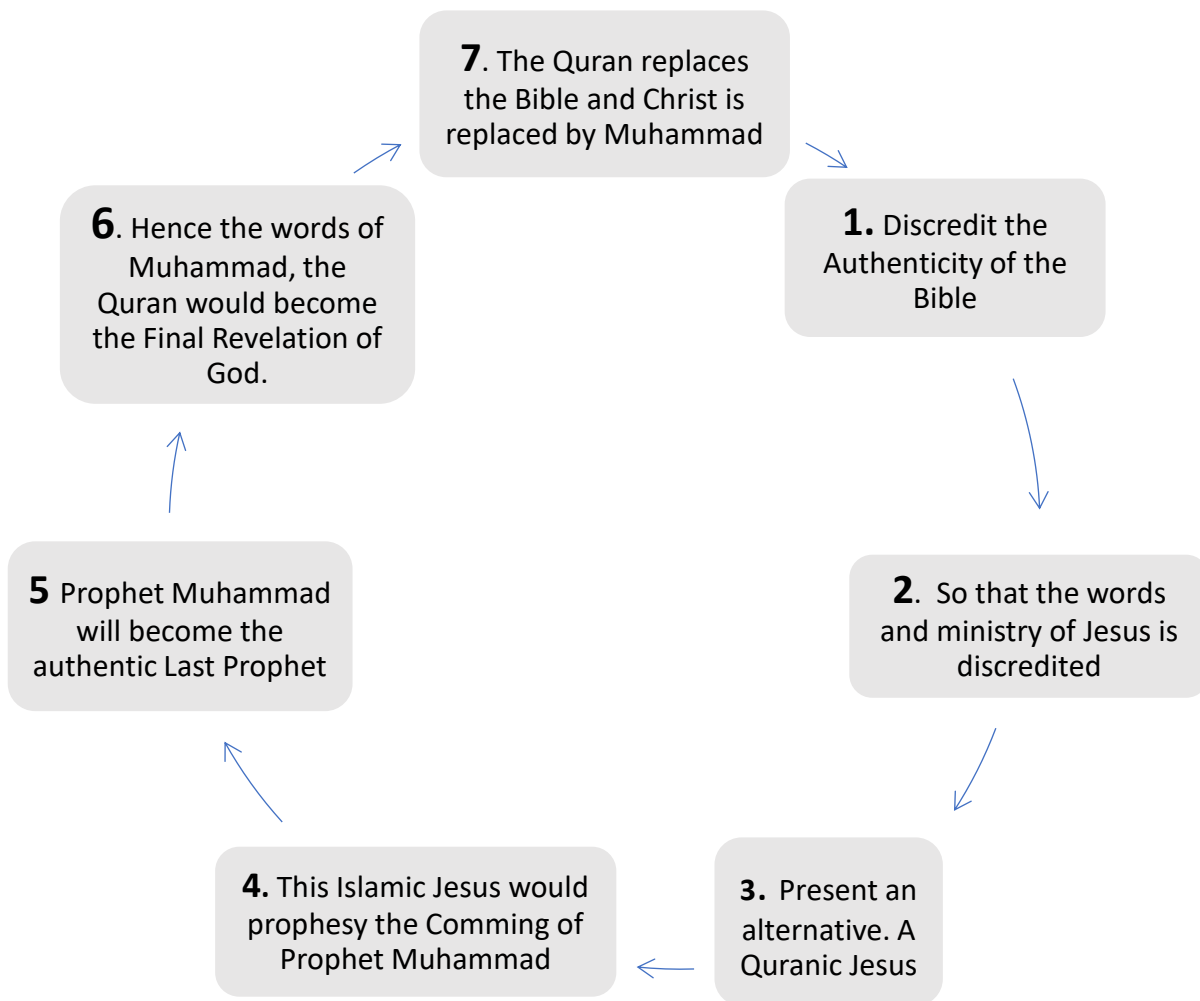 7. The Quran replaces
the Bible and Christ is
replaced by Muhammad
1. Discredit the
Authenticity of the
Bible
2. So that the words
and ministry of Jesus is
discredited
3. Present an
alternative. A
Quranic Jesus
4. This Islamic Jesus would
prophesy the Comming of
Prophet Muhammad
5 Prophet Muhammad
will become the
authentic Last Prophet
6. Hence the words of
Muhammad, the
Quran would become
the Final Revelation of
God.